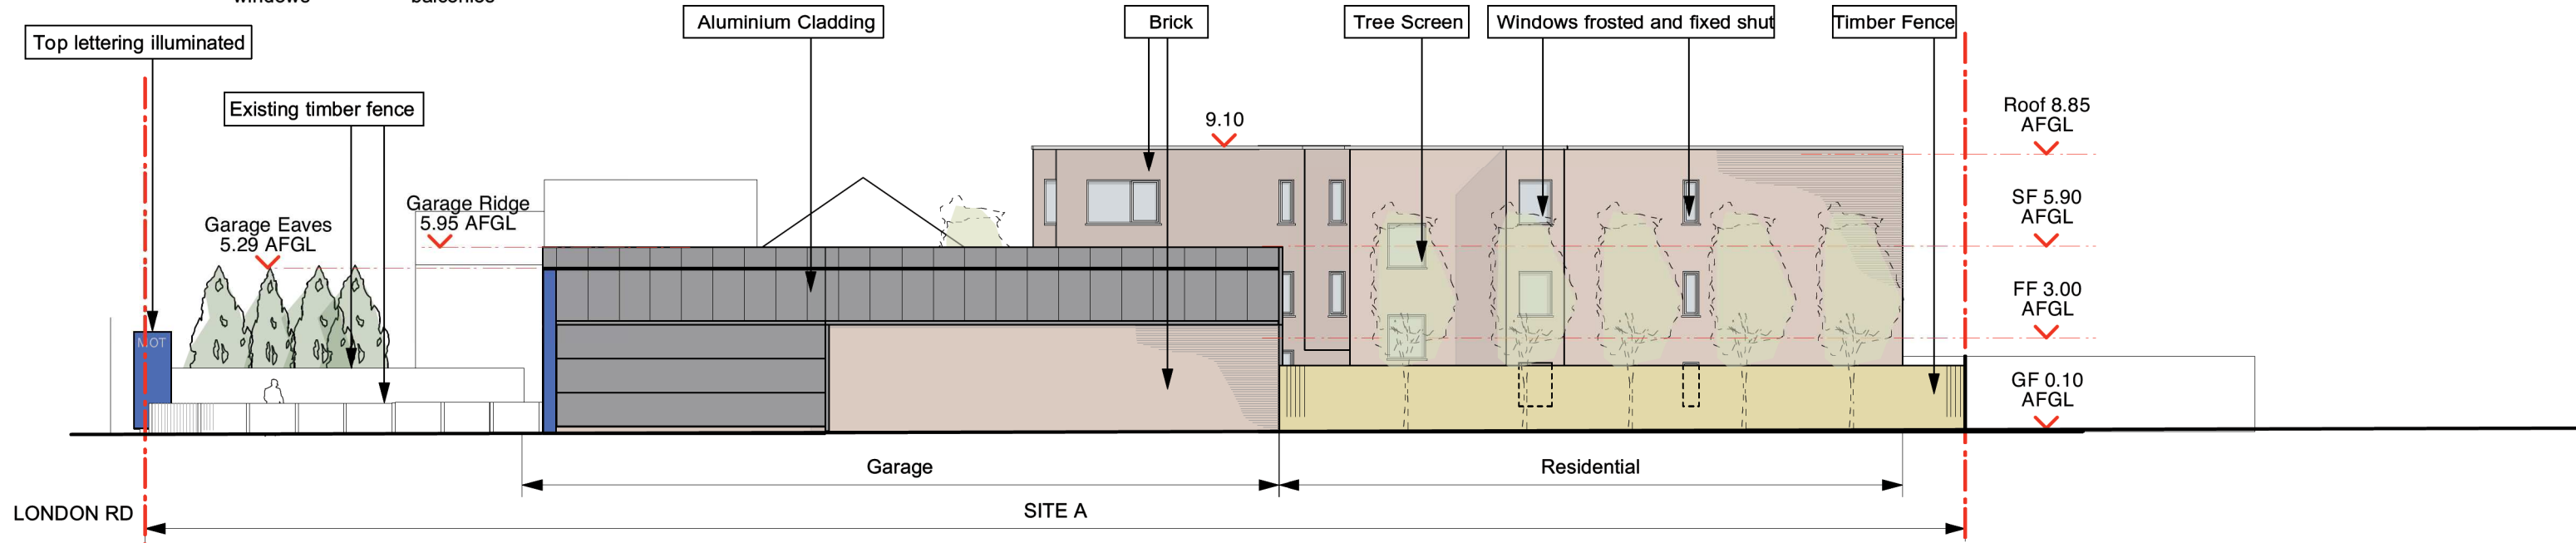 windows
balconies
Top lettering illuminated
Aluminium Cladding
Brick
Tree Screen
Windows frosted and fixed shut
Timber Fence
Existing timber fence
9.10
Roof 8.85
AFGL
Garage Eaves
5.29 AFGL
Garage Ridge
5.95 AFGL
SF 5.90
AFGL
FF 3.00
AFGL
MOT
GF 0.10
AFGL
Garage
Residential
LONDON RD
SITE A